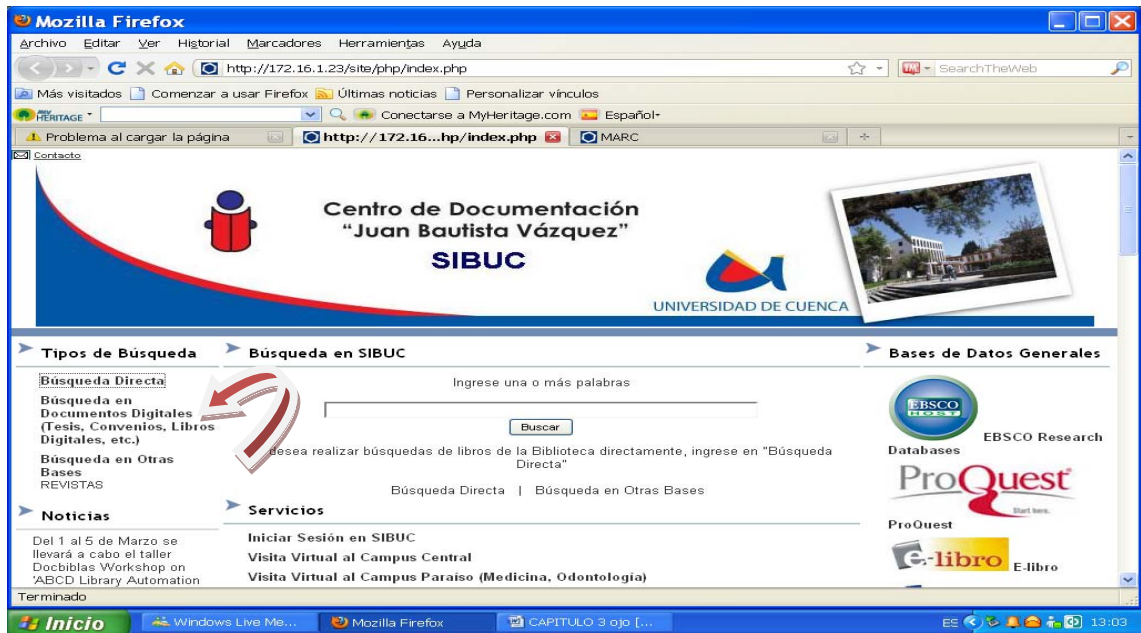 Mozilla Firefox
Archivo Editar Ver Historial Marcadores Herramientas Ayuda
http://172.16.1.23/site/php/index.php
SearchTheWeb
Más visitados Comenzar a usar Firefox Últimas noticias Personalizar vínculos
HERITAGE Conectarse a MyHeritage.com Español
Problema al cargar la página http://172.16...hp/index.php MARC
Contacto
Centro de Documentación
"Juan Bautista Vázquez"
SIBUC
UNIVERSIDAD DE CUENCA
Tipos de Búsqueda
Búsqueda Directa
Búsqueda en
Documentos Digitales
(Tesis, Convenios, Libros
Digitales, etc.)
Búsqueda en Otras
Bases
REVISTAS
Noticias
Del 1 al 5 de Marzo se
llevará a cabo el taller
Docbiblas Workshop on
'ABCD Library Automation
Búsqueda en SIBUC
Ingrese una o más palabras
Buscar
desea realizar búsquedas de libros de la Biblioteca directamente, ingrese en "Búsqueda
Directa"
Búsqueda Directa | Búsqueda en Otras Bases
Servicios
Iniciar Sesión en SIBUC
Visita Virtual al Campus Central
Visita Virtual al Campus Paraíso (Medicina, Odontología)
Bases de Datos Generales
EBSCO
HOST
EBSCO Research
Databases
ProQuest
Start here.
ProQuest
e-libro
E-libro
Terminado
Inicio Windows Live Me... Mozilla Firefox CAPITULO 3 ojo [... ES 13:03